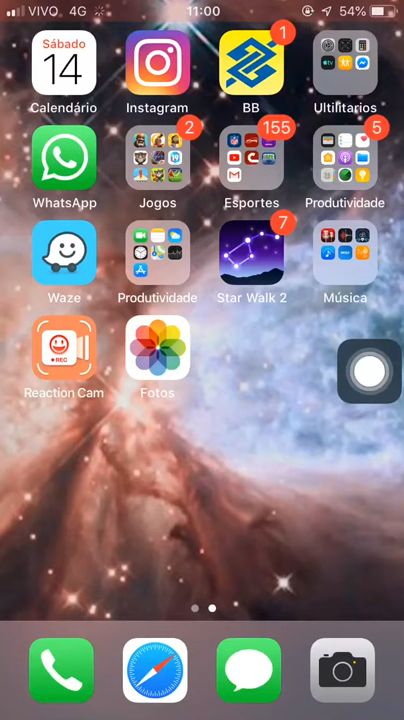 VIVO 4G 11:00 54%
Sábado
14
1
Calendário Instagram BB Ultilitarios
2 155 5
WhatsApp Jogos Esportes Produtividade
7
Waze Produtividade Star Walk 2 Música
REC
Reaction Cam Fotos